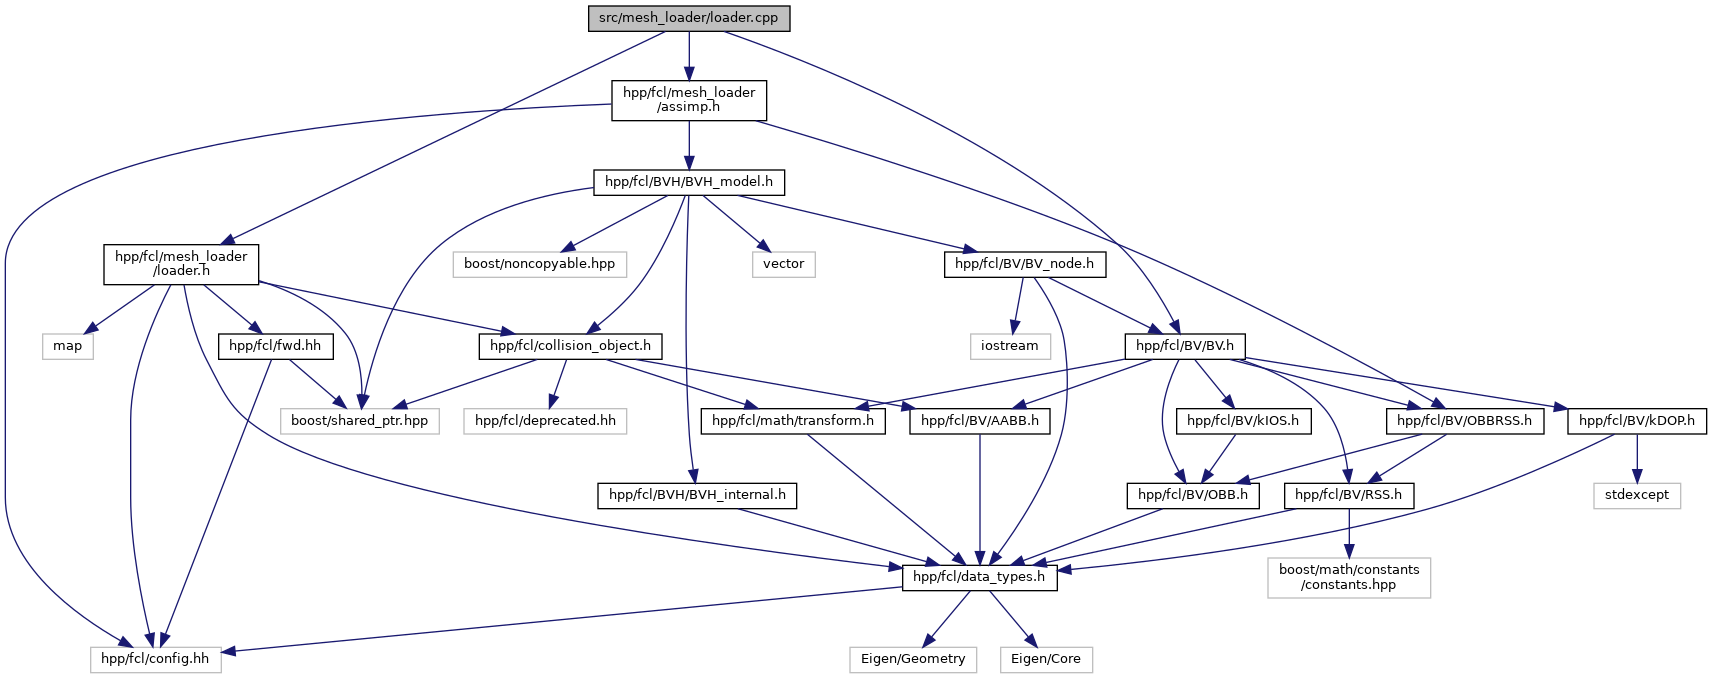 src/mesh_loader/loader.cpp
hpp/fcl/mesh_loader
/assimp.h
hpp/fcl/BVH/BVH_model.h
hpp/fcl/mesh_loader
/loader.h
boost/noncopyable.hpp
vector
hpp/fcl/BV/BV_node.h
map
hpp/fcl/fwd.hh
hpp/fcl/collision_object.h
iostream
hpp/fcl/BV/BV.h
boost/shared_ptr.hpp
hpp/fcl/deprecated.hh
hpp/fcl/math/transform.h
hpp/fcl/BV/AABB.h
hpp/fcl/BV/kIOS.h
hpp/fcl/BV/OBBRSS.h
hpp/fcl/BV/kDOP.h
hpp/fcl/BVH/BVH_internal.h
hpp/fcl/BV/OBB.h
hpp/fcl/BV/RSS.h
stdexcept
hpp/fcl/data_types.h
boost/math/constants
/constants.hpp
hpp/fcl/config.hh
Eigen/Geometry
Eigen/Core